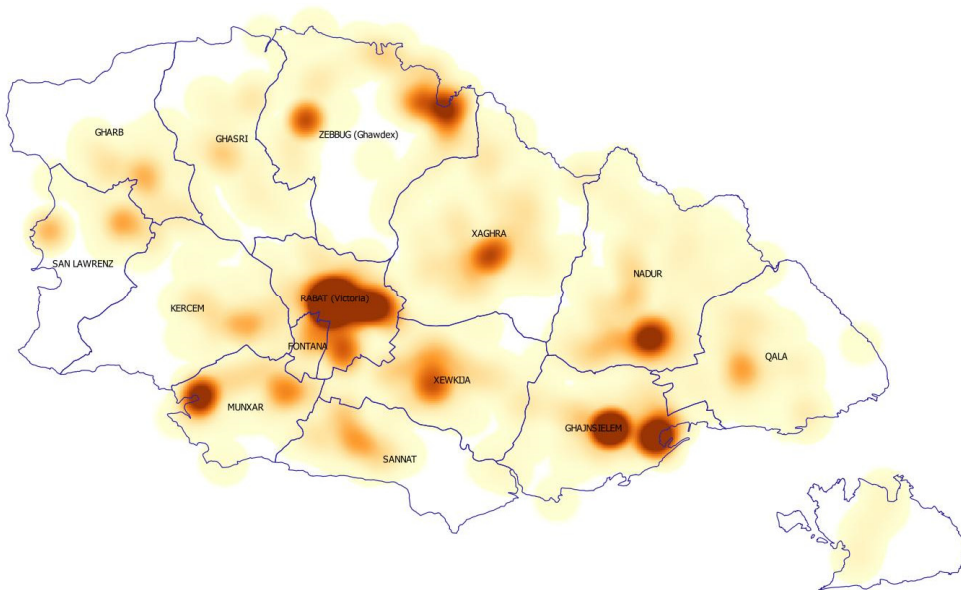 GHARB
GHASRI
ZEBBUG (Ghawdex)
XAGHRA
SAN LAWRENZ
NADUR
RABAT (Victoria)
KERCEM
FONTANA
QALA
XEWKIJA
MUNXAR
GHAJNSIELEM
SANNAT